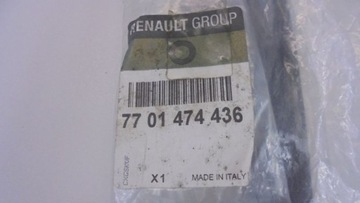 RENAULT GROUP
77 01 474 436
X1 MADE IN ITALY